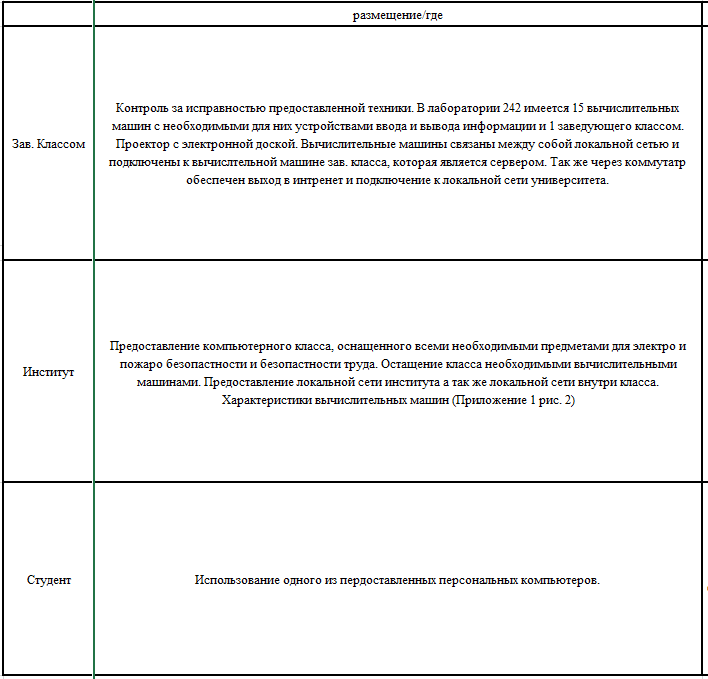 размещение/где
Зав. Классом
Контроль за исправностью предоставленной техники. В лаборатории 242 имеется 15 вычислительных
машин с необходимыми для них устройствами ввода и вывода информации и 1 заведующего классом.
Проектор с электронной доской. Вычислительные машины связаны между собой локальной сетью и
подключены к вычислтельной машине зав. класса, которая является сервером. Так же через коммутатр
обеспечен выход в интренет и подключение к локальной сети университета.
Институт
Предоставление компьютерного класса, оснащенного всеми необходимыми предметами для электро и
пожаро безопастности и безопастности труда. Остащение класса необходимыми вычислительными
машинами. Предоставление локальной сети института а так же локальной сети внутри класса.
Характеристики вычислительных машин (Приложение 1 рис. 2)
Студент
Использование одного из пердоставленных персональных компьютеров.